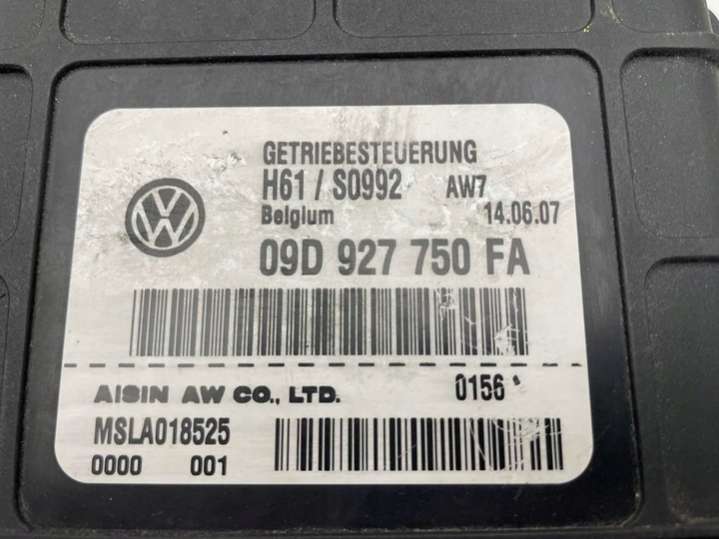 GETRIEBESTEUERUNG
H61 / S0992 AW7
Belgium 14.06.07
09D 927 750 FA
AISIN AW CO., LTD. 0156
MSLA018525
0000 001